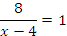 8/(x − 4) = 1